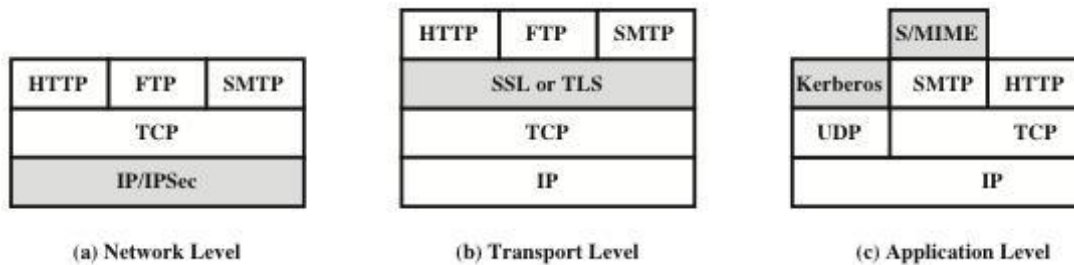 HTTP FTP SMTP
TCP
IP/IPSec
(a) Network Level
HTTP FTP SMTP
SSL or TLS
TCP
IP
(b) Transport Level
S/MIME
Kerberos SMTP HTTP
UDP TCP
IP
(c) Application Level